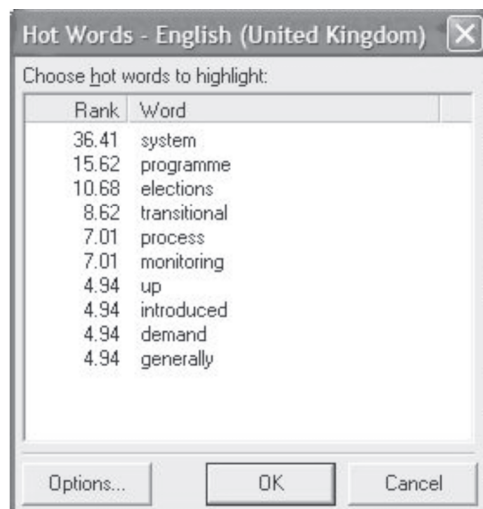 Hot Words - English (United Kingdom)
Choose hot words to highlight:
Rank Word
36.41 system
15.62 programme
10.68 elections
8.62 transitional
7.01 process
7.01 monitoring
4.94 up
4.94 introduced
4.94 demand
4.94 generally
Options... OK Cancel